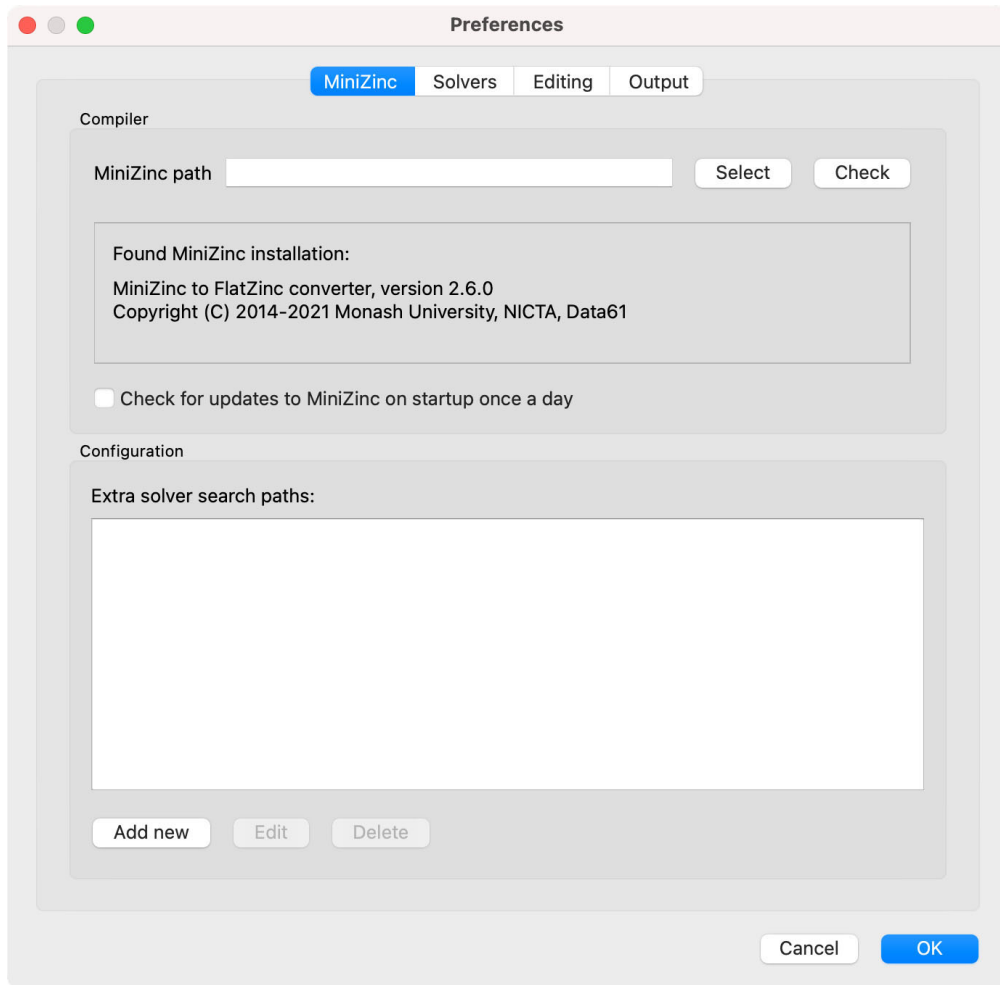 Preferences
MiniZinc Solvers Editing Output
Compiler
MiniZinc path Select Check
Found MiniZinc installation:
MiniZinc to FlatZinc converter, version 2.6.0
Copyright (C) 2014-2021 Monash University, NICTA, Data61
Check for updates to MiniZinc on startup once a day
Configuration
Extra solver search paths:
Add new Edit Delete
Cancel OK